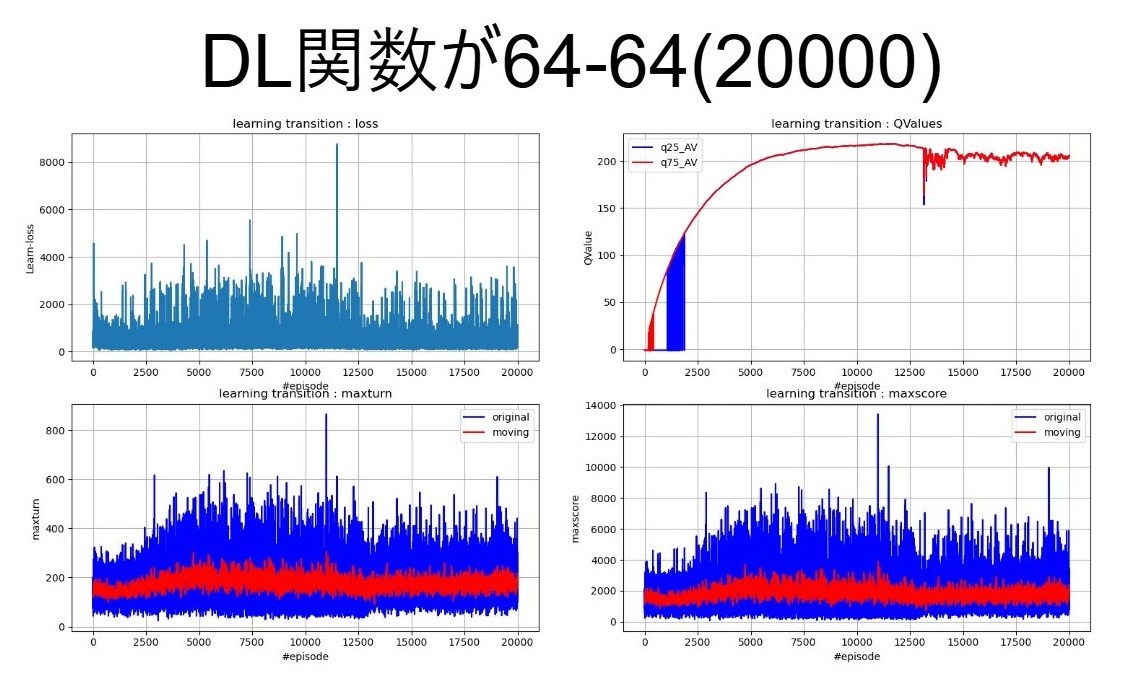 DL関数が64-64(20000)
learning transition : loss
8000
6000
4000
2000
0
Learn-loss
0 2500 5000 7500 10000 12500 15000 17500 20000
#episode
learning transition : QValues
q25_AV
q75_AV
200
150
100
50
0
QValue
0 2500 5000 7500 10000 12500 15000 17500 20000
#episode
learning transition : maxturn
original
moving
800
600
400
200
0
maxturn
0 2500 5000 7500 10000 12500 15000 17500 20000
#episode
learning transition : maxscore
original
moving
14000
12000
10000
8000
6000
4000
2000
0
maxscore
0 2500 5000 7500 10000 12500 15000 17500 20000
#episode